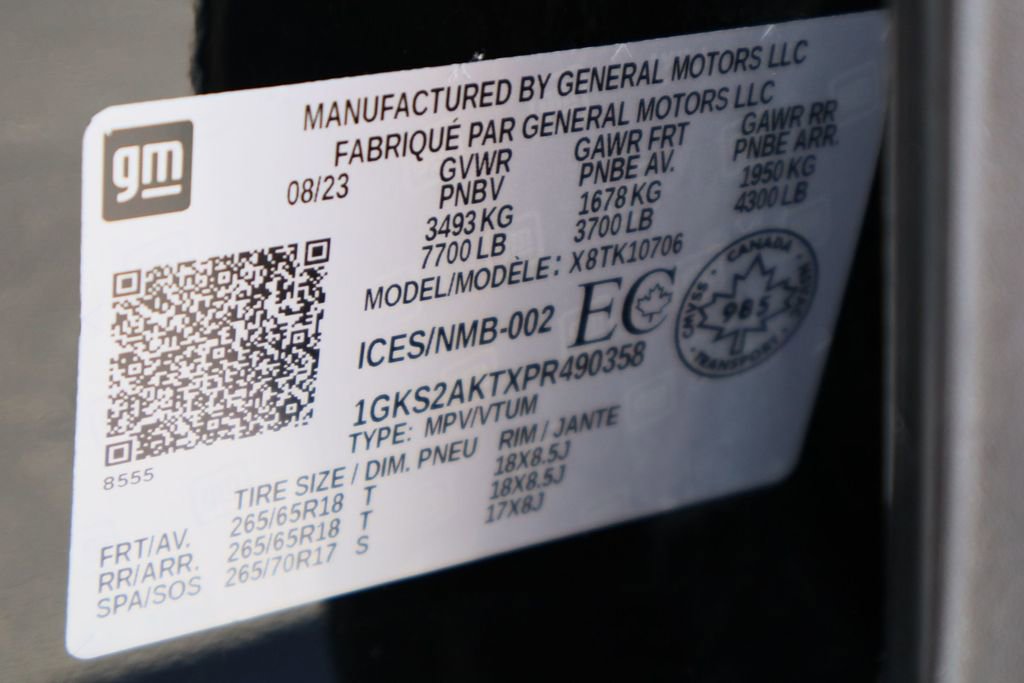 gm
MANUFACTURED BY GENERAL MOTORS LLC
FABRIQUÉ PAR GENERAL MOTORS LLC
08/23
GVWR GAWR FRT GAWR RR
PNBV PNBE AV. PNBE ARR.
3493 KG 1678 KG 1950 KG
7700 LB 3700 LB 4300 LB
MODEL/MODÈLE: X8TK10706
ICES/NMB-002 EC
CANADA
985
TRANSPORT
1GKS2AKTXPR490358
TYPE: MPV/VTUM
8555
TIRE SIZE / DIM. PNEU RIM / JANTE
FRT/AV. 265/65R18 T 18X8.5J
RR/ARR. 265/65R18 T 18X8.5J
SPA/SOS 265/70R17 S 17X8J